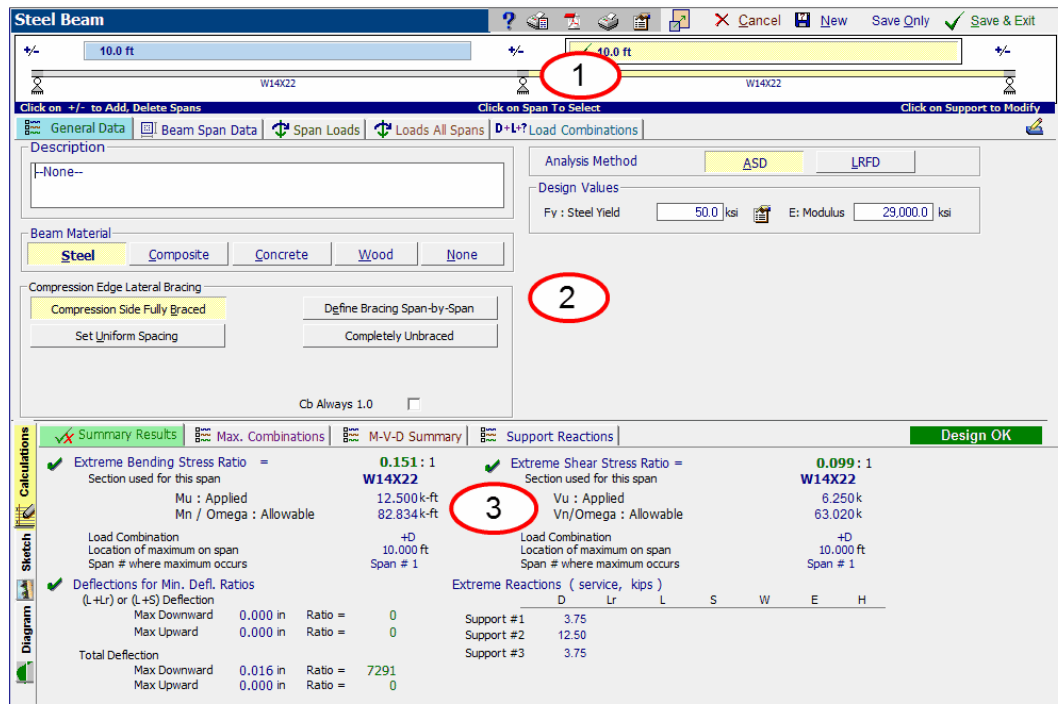 Steel Beam ? Cancel New Save Only Save & Exit
+/- 10.0 ft +/- 10.0 ft +/-
1
W14X22 W14X22
Click on +/- to Add, Delete Spans Click on Span To Select Click on Support to Modify
General Data Beam Span Data Span Loads Loads All Spans D+L+? Load Combinations
Description
--None--
Analysis Method ASD LRFD
Design Values
Fy : Steel Yield 50.0 ksi E: Modulus 29,000.0 ksi
Beam Material
Steel Composite Concrete Wood None
Compression Edge Lateral Bracing
Compression Side Fully Braced Define Bracing Span-by-Span
Set Uniform Spacing Completely Unbraced
2
Cb Always 1.0
Calculations
Sketch
Diagram
Summary Results Max. Combinations M-V-D Summary Support Reactions Design OK
Extreme Bending Stress Ratio = 0.151 : 1 Extreme Shear Stress Ratio = 0.099 : 1
Section used for this span W14X22 Section used for this span W14X22
Mu : Applied 12.500 k-ft Vu : Applied 6.250 k
Mn / Omega : Allowable 82.834 k-ft Vn/Omega : Allowable 63.020 k
3
Load Combination +D Load Combination +D
Location of maximum on span 10.000 ft Location of maximum on span 10.000 ft
Span # where maximum occurs Span # 1 Span # where maximum occurs Span # 1
Deflections for Min. Defl. Ratios Extreme Reactions ( service, kips )
(L+Lr) or (L+S) Deflection D Lr L S W E H
Max Downward 0.000 in Ratio = 0 Support #1 3.75
Max Upward 0.000 in Ratio = 0 Support #2 12.50
Total Deflection Support #3 3.75
Max Downward 0.016 in Ratio = 7291
Max Upward 0.000 in Ratio = 0